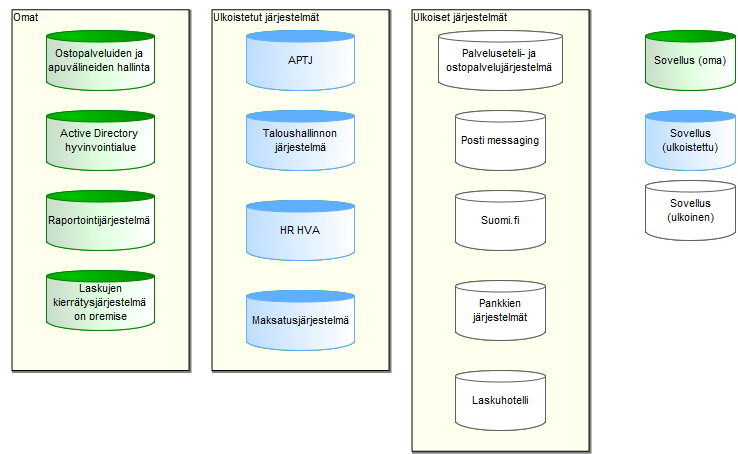 Omat
Ostopalveluiden ja
apuvälineiden hallinta
Active Directory
hyvinvointialue
Raportointijärjestelmä
Laskujen
kierrätysjärjestelmä
on premise
Ulkoistetut järjestelmät
APTJ
Taloushallinnon
järjestelmä
HR HVA
Maksatusjärjestelmä
Ulkoiset järjestelmät
Palveluseteli- ja
ostopalvelujärjestelmä
Posti messaging
Suomi.fi
Pankkien
järjestelmät
Laskuhotelli
Sovellus (oma)
Sovellus
(ulkoistettu)
Sovellus
(ulkoinen)